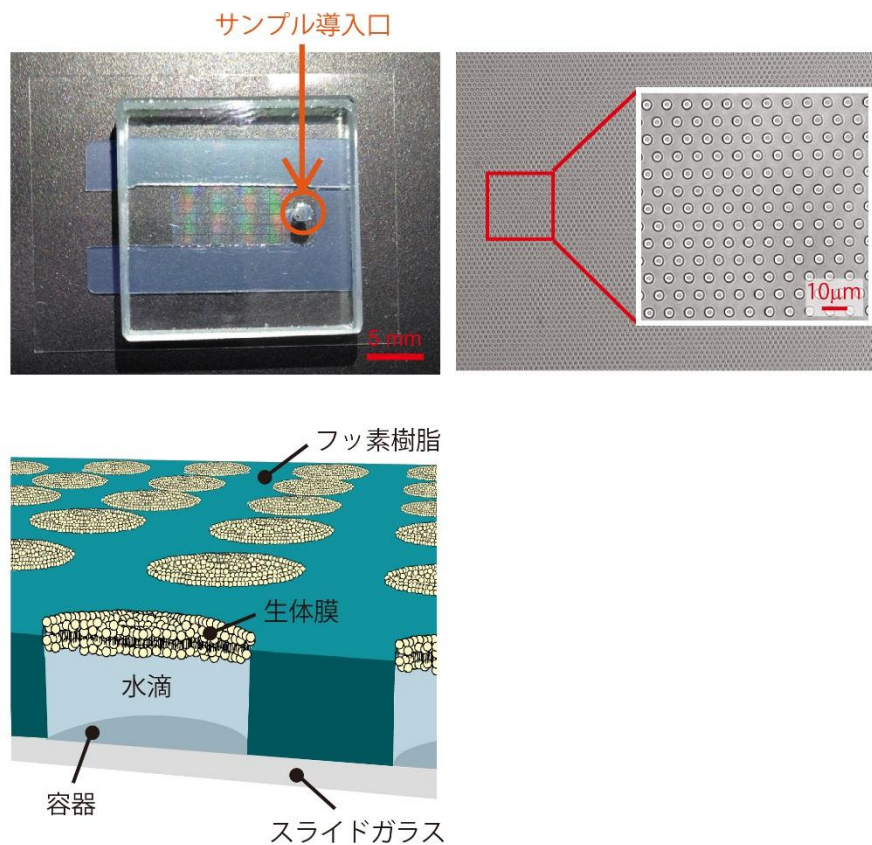 サンプル導入口
5 mm
10μm
フッ素樹脂
生体膜
水滴
容器
スライドガラス